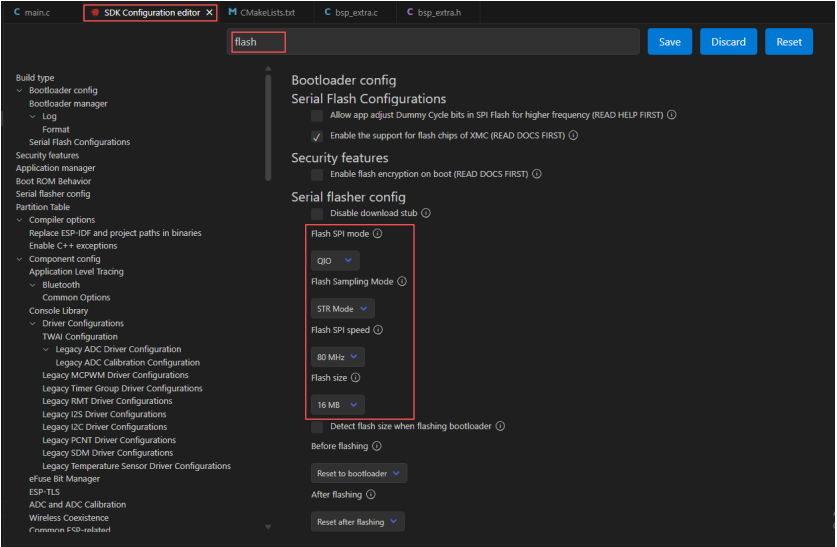 C main.c
SDK Configuration editor ×
M CMakeLists.txt
C bsp_extra.c
C bsp_extra.h
flash
Save
Discard
Reset
Build type
Bootloader config
Bootloader manager
Log
Format
Serial Flash Configurations
Security features
Application manager
Boot ROM Behavior
Serial flasher config
Partition Table
Compiler options
Replace ESP-IDF and project paths in binaries
Enable C++ exceptions
Component config
Application Level Tracing
Bluetooth
Common Options
Console Library
Driver Configurations
TWAI Configuration
Legacy ADC Driver Configuration
Legacy ADC Calibration Configuration
Legacy MCPWM Driver Configurations
Legacy Timer Group Driver Configurations
Legacy RMT Driver Configurations
Legacy I2S Driver Configurations
Legacy I2C Driver Configurations
Legacy PCNT Driver Configurations
Legacy SDM Driver Configurations
Legacy Temperature Sensor Driver Configurations
eFuse Bit Manager
ESP-TLS
ADC and ADC Calibration
Wireless Coexistence
Common ESP-related
Bootloader config
Serial Flash Configurations
Allow app adjust Dummy Cycle bits in SPI Flash for higher frequency (READ HELP FIRST)
Enable the support for flash chips of XMC (READ DOCS FIRST)
Security features
Enable flash encryption on boot (READ DOCS FIRST)
Serial flasher config
Disable download stub
Flash SPI mode
QIO
Flash Sampling Mode
STR Mode
Flash SPI speed
80 MHz
Flash size
16 MB
Detect flash size when flashing bootloader
Before flashing
Reset to bootloader
After flashing
Reset after flashing